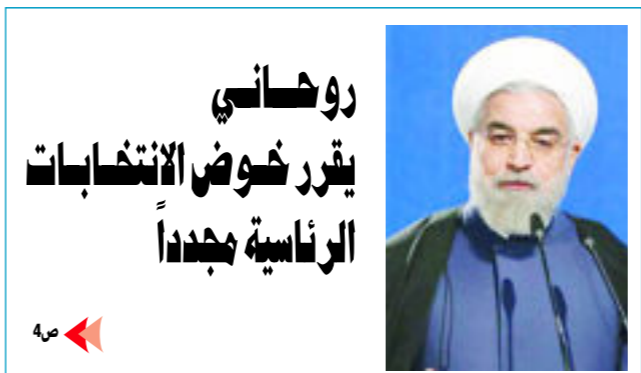 روحاني
يقرر خوض الانتخابات
الرئاسية مجدداً
ص4